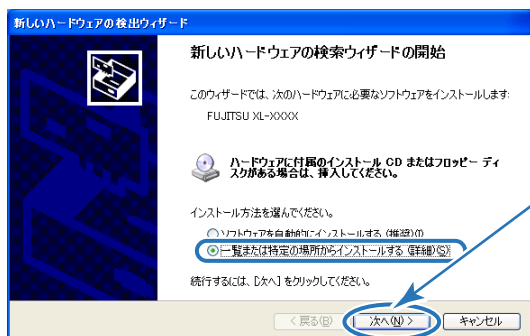 新しいハードウェアの検出ウィザード
新しいハードウェアの検索ウィザードの開始
このウィザードでは、次のハードウェアに必要なソフトウェアをインストールします:
FUJITSU XL-XXXX
ハードウェアに付属のインストール CD またはフロッピー ディ
スクがある場合は、挿入してください。
インストール方法を選んでください。
ソフトウェアを自動的にインストールする (推奨)(I)
一覧または特定の場所からインストールする (詳細)(S)
続行するには、[次へ] をクリックしてください。
< 戻る(B) 次へ(N) > キャンセル